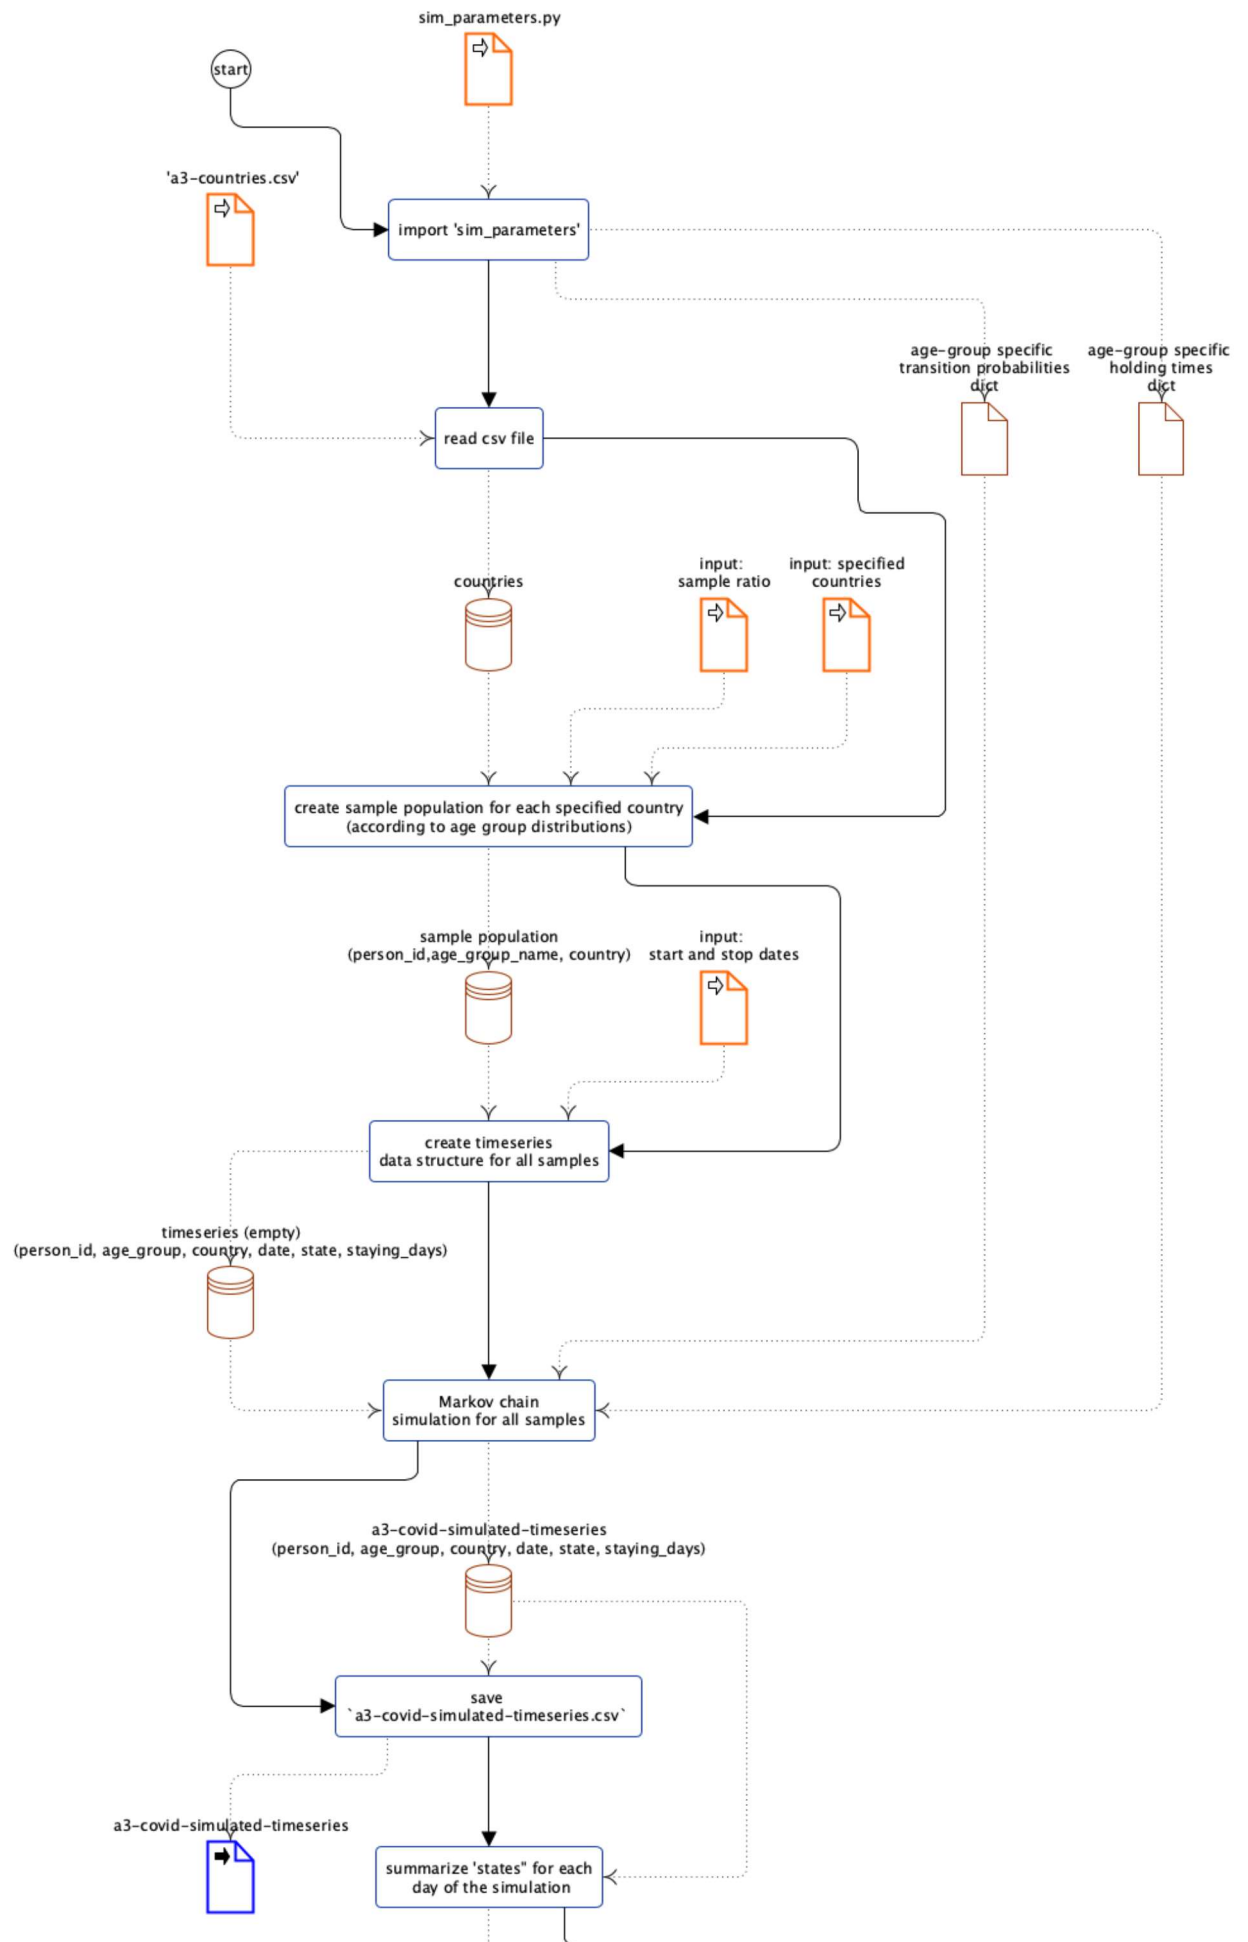 sim_parameters.py
start
'a3-countries.csv'
import 'sim_parameters'
age-group specific
transition probabilities
dict
age-group specific
holding times
dict
read csv file
countries
input:
sample ratio
input: specified
countries
create sample population for each specified country
(according to age group distributions)
sample population
(person_id,age_group_name, country)
input:
start and stop dates
create timeseries
data structure for all samples
timeseries (empty)
(person_id, age_group, country, date, state, staying_days)
Markov chain
simulation for all samples
a3-covid-simulated-timeseries
(person_id, age_group, country, date, state, staying_days)
save
`a3-covid-simulated-timeseries.csv`
a3-covid-simulated-timeseries
summarize 'states" for each
day of the simulation